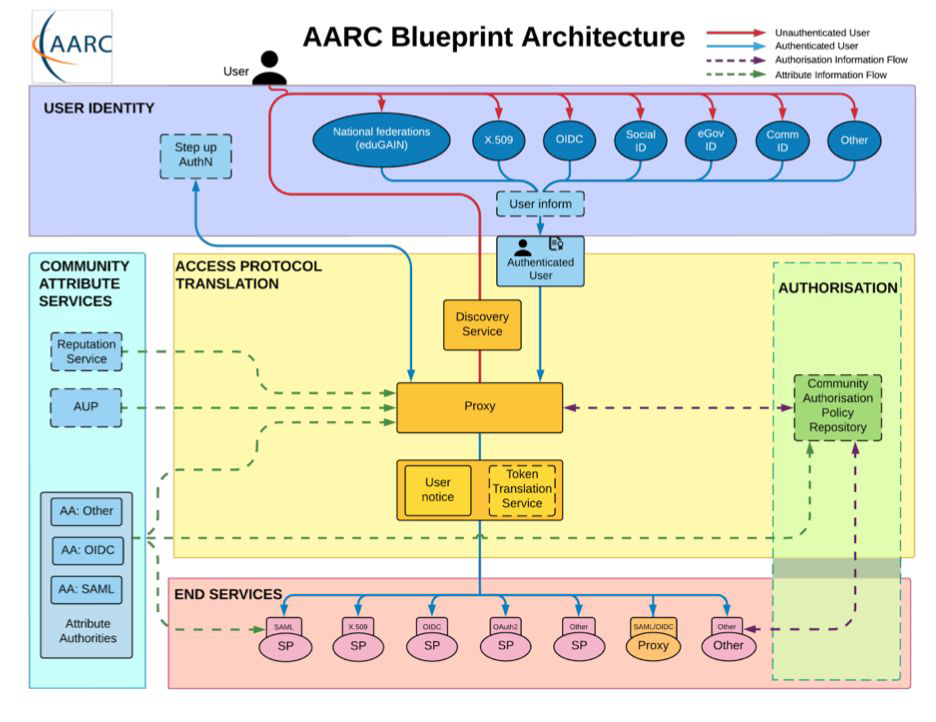 AARC
AARC Blueprint Architecture
Unauthenticated User
Authenticated User
Authorisation Information Flow
Attribute Information Flow
User
USER IDENTITY
Step up
AuthN
National federations
(eduGAIN)
X.509
OIDC
Social
ID
eGov
ID
Comm
ID
Other
User inform
Authenticated
User
COMMUNITY
ATTRIBUTE
SERVICES
ACCESS PROTOCOL
TRANSLATION
AUTHORISATION
Discovery
Service
Reputation
Service
AUP
Proxy
Community
Authorisation
Policy
Repository
User
notice
Token
Translation
Service
AA: Other
AA: OIDC
AA: SAML
Attribute
Authorities
END SERVICES
SAML
SP
X.509
SP
OIDC
SP
OAuth2
SP
Other
SP
SAML/OIDC
Proxy
Other
Other